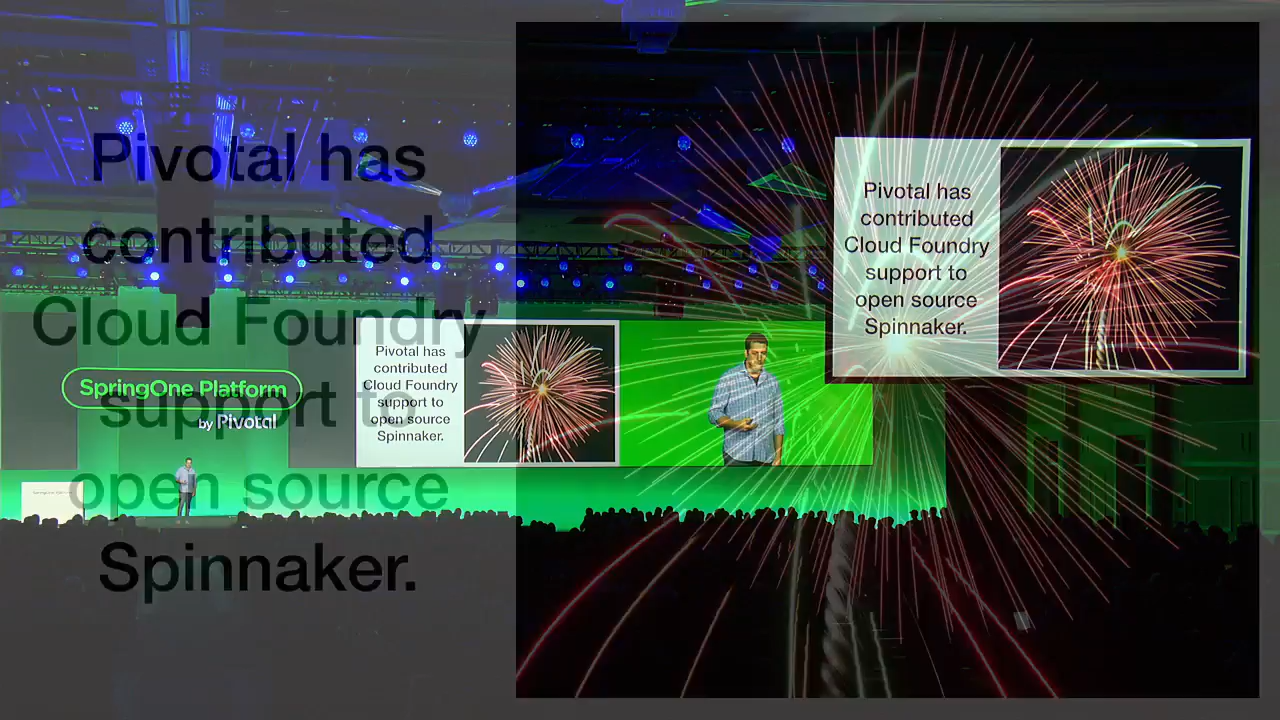 Pivotal has
contributed
Cloud Foundry
support to
open source
Spinnaker.
SpringOne Platform
by Pivotal
Pivotal has
contributed
Cloud Foundry
support to
open source
Spinnaker.
Pivotal has
contributed
Cloud Foundry
support to
open source
Spinnaker.